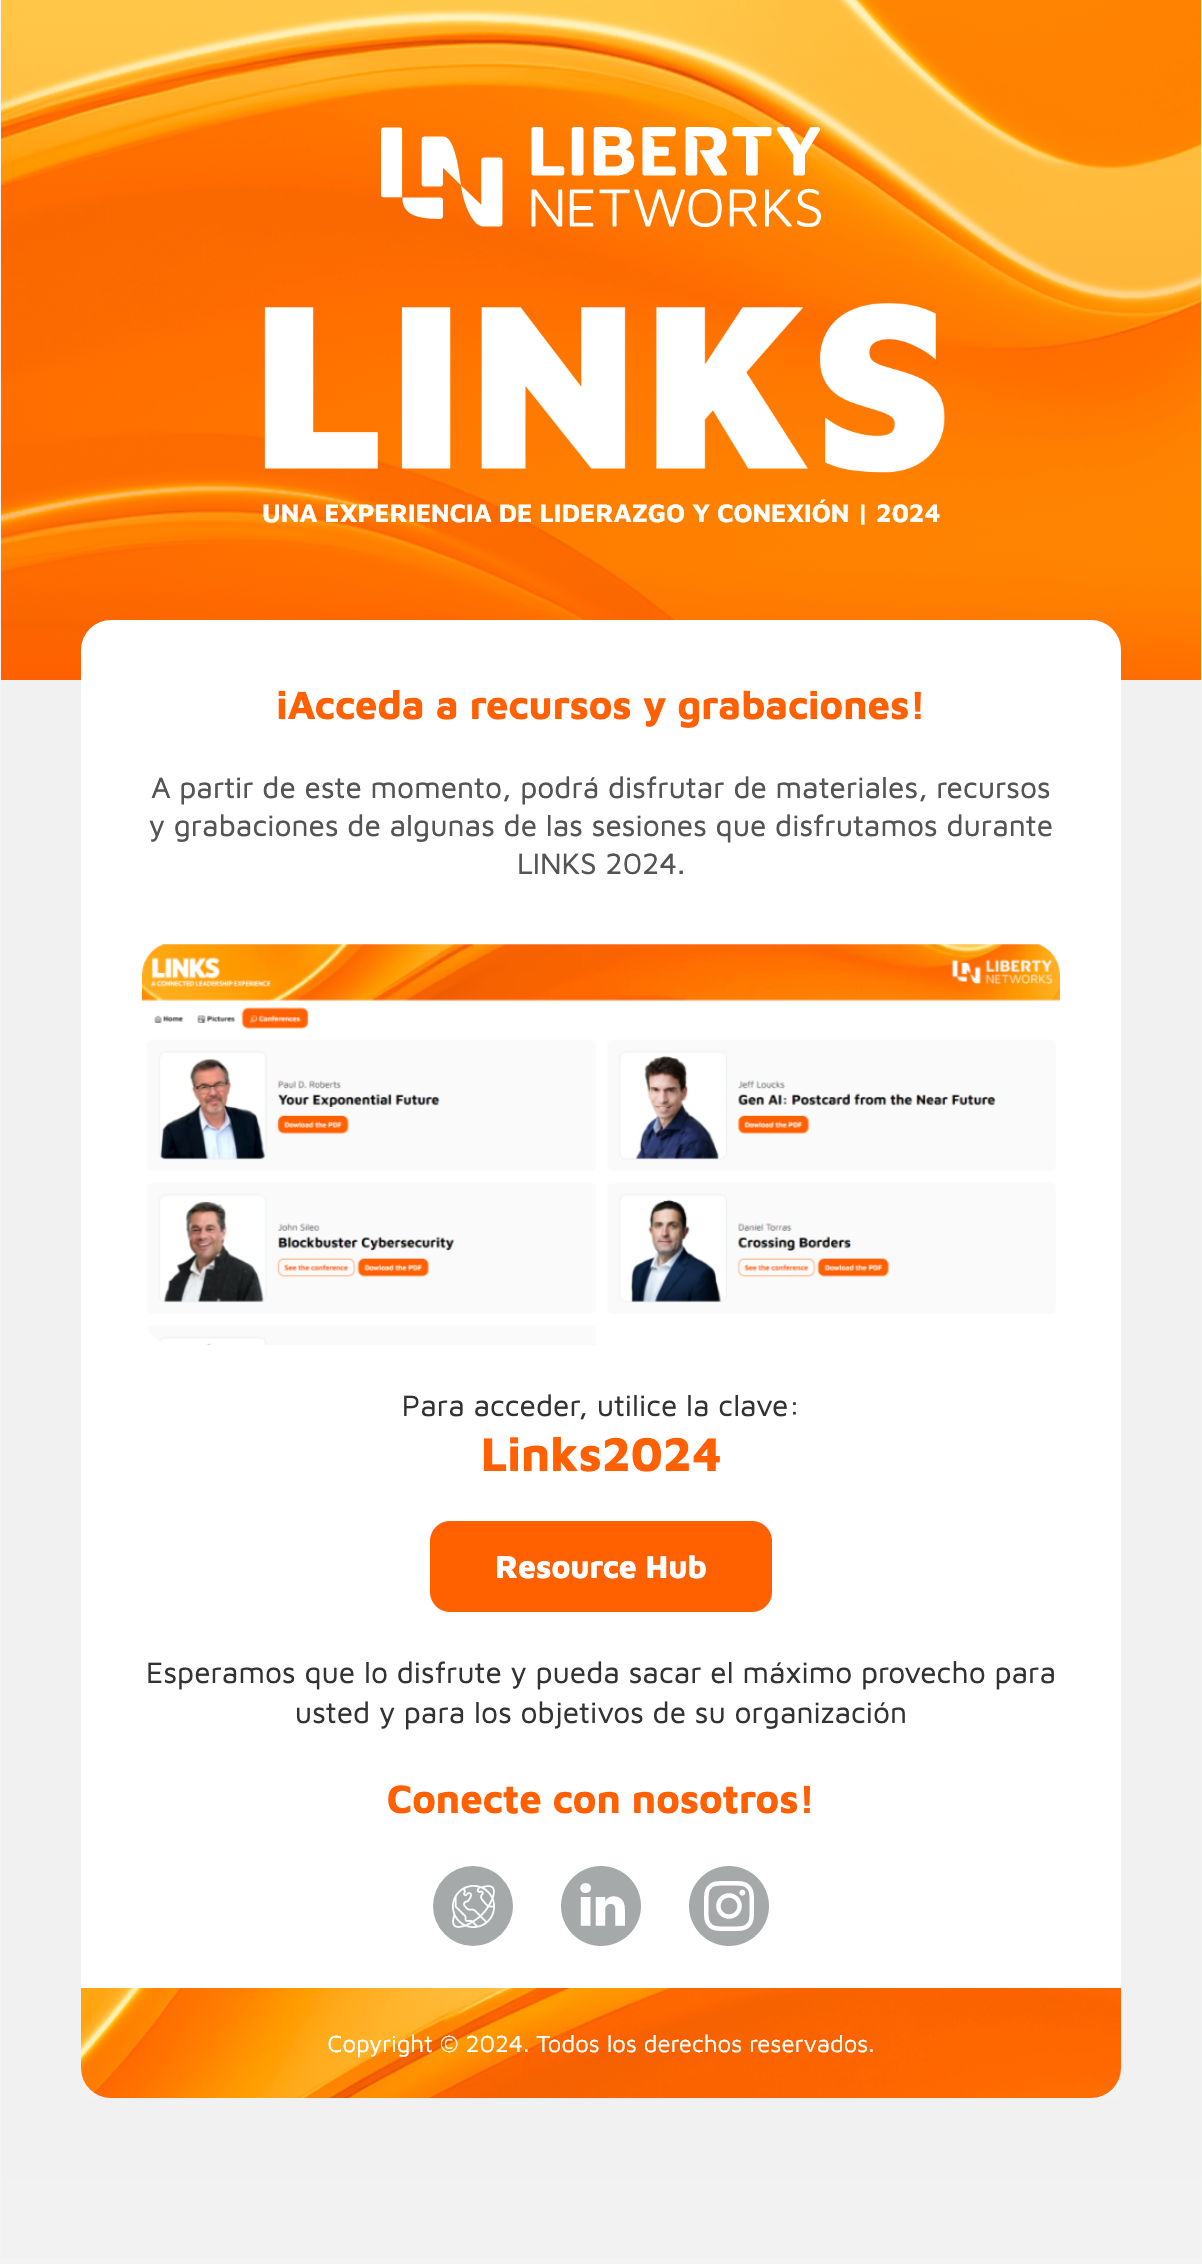 LIBERTY
NETWORKS
LINKS
UNA EXPERIENCIA DE LIDERAZGO Y CONEXIÓN | 2024
¡Acceda a recursos y grabaciones!
A partir de este momento, podrá disfrutar de materiales, recursos
y grabaciones de algunas de las sesiones que disfrutamos durante
LINKS 2024.
LINKS
A CONNECTED LEADERSHIP EXPERIENCE
LIBERTY
NETWORKS
Home Pictures Conferences
Paul D. Roberts
Your Exponential Future
Dowload the PDF
Jeff Loucks
Gen AI: Postcard from the Near Future
Dowload the PDF
John Sileo
Blockbuster Cybersecurity
See the conference Dowload the PDF
Daniel Torras
Crossing Borders
See the conference Dowload the PDF
Para acceder, utilice la clave:
Links2024
Resource Hub
Esperamos que lo disfrute y pueda sacar el máximo provecho para
usted y para los objetivos de su organización
Conecte con nosotros!
in
Copyright © 2024. Todos los derechos reservados.